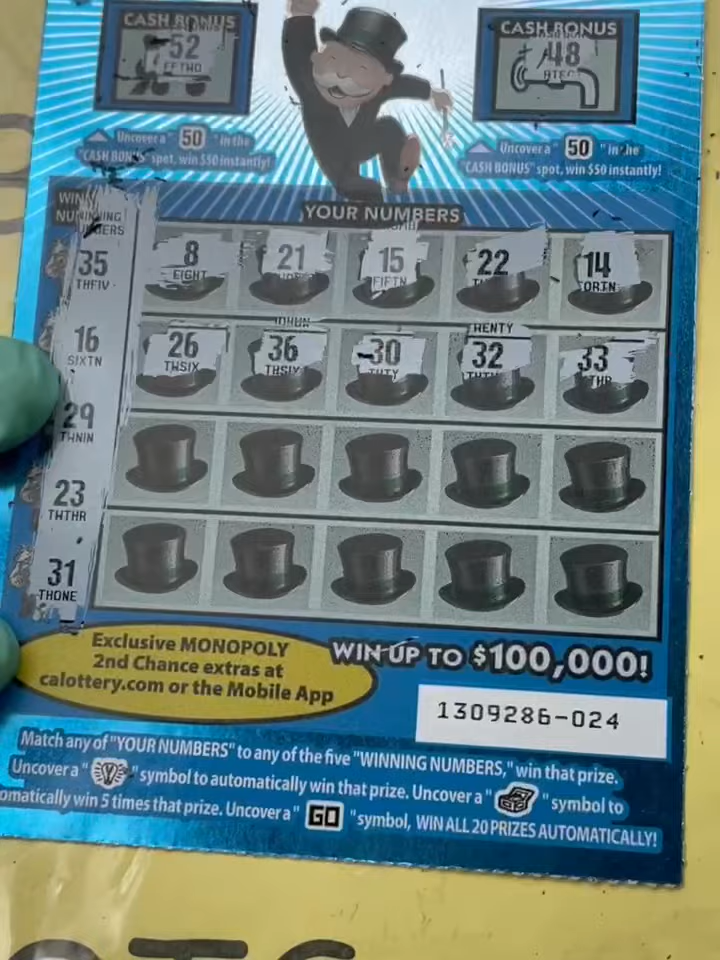 CASH BONUS
52
FFTWO
CASH BONUS
48
Uncover a "50" in the
"CASH BONUS" spot, win $50 instantly!
Uncover a "50" in the
"CASH BONUS" spot, win $50 instantly!
YOUR NUMBERS
35
THFIV
16
SIXTN
29
TWNIN
23
TWTHR
31
THONE
8
EIGHT
21
15
FIFTN
22
14
26
TWSIX
36
THSIX
30
32
33
Exclusive MONOPOLY
2nd Chance extras at
calottery.com or the Mobile App
WIN UP TO $100,000!
1309286-024
Match any of "YOUR NUMBERS" to any of the five "WINNING NUMBERS," win that prize.
Uncover a " " symbol to automatically win that prize. Uncover a " " symbol to
omatically win 5 times that prize. Uncover a "GO" symbol, WIN ALL 20 PRIZES AUTOMATICALLY!